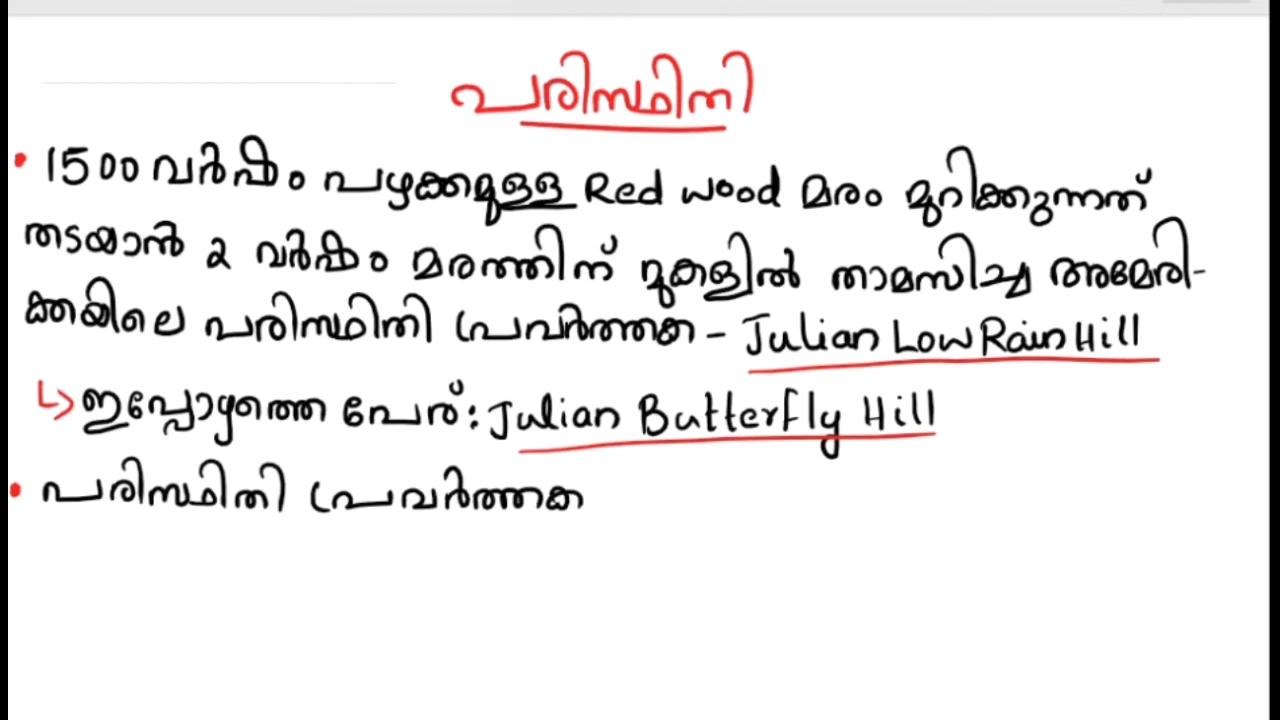 പരിസ്ഥിതി
• 1500 വർഷം പഴക്കമുള്ള Red wood മരം മുറിക്കുന്നത്
തടയാൻ 2 വർഷം മരത്തിന് മുകളിൽ താമസിച്ച അമേരി-
ക്കയിലെ പരിസ്ഥിതി പ്രവർത്തക - Julian Low Rain Hill
↳ ഇപ്പോഴത്തെ പേര്: Julian Butterfly Hill
• പരിസ്ഥിതി പ്രവർത്തക